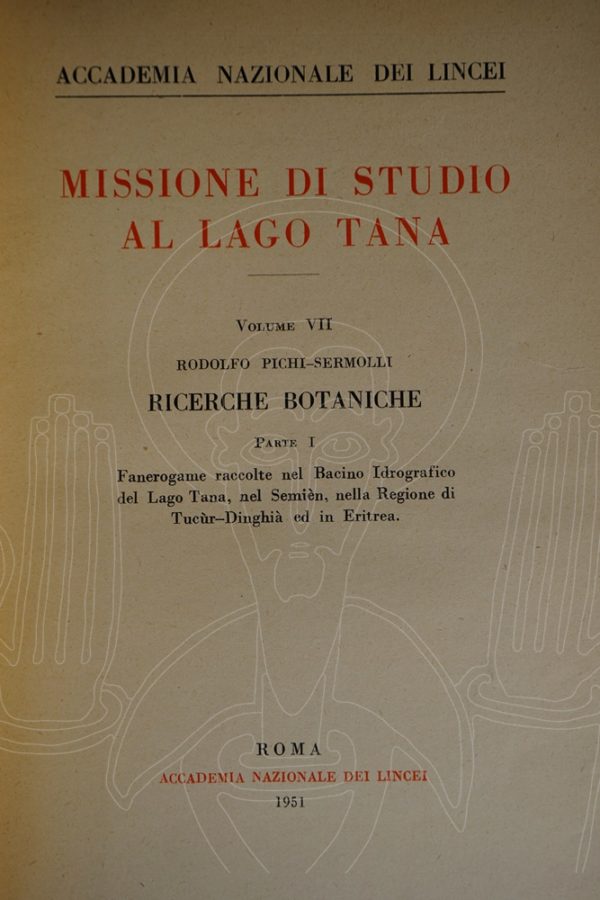 ACCADEMIA NAZIONALE DEI LINCEI
MISSIONE DI STUDIO
AL LAGO TANA
VOLUME VII
RODOLFO PICHI-SERMOLLI
RICERCHE BOTANICHE
PARTE I
Fanerogame raccolte nel Bacino Idrografico
del Lago Tana, nel Semièn, nella Regione di
Tucùr-Dinghià ed in Eritrea.
ROMA
ACCADEMIA NAZIONALE DEI LINCEI
1951